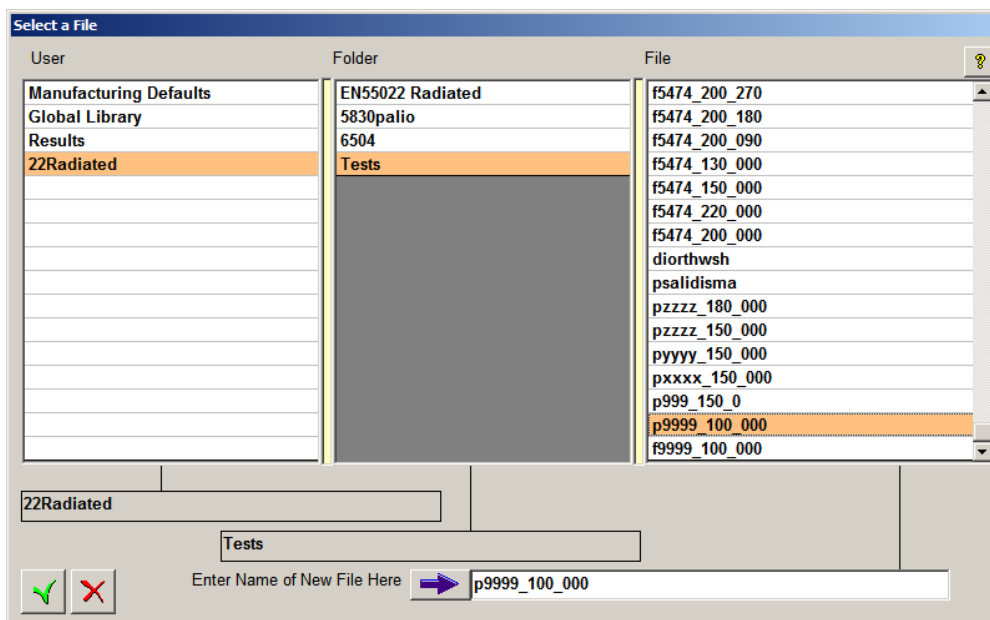 Select a File
User
Folder
File
Manufacturing Defaults
Global Library
Results
22Radiated
EN55022 Radiated
5830palio
6504
Tests
f5474_200_270
f5474_200_180
f5474_200_090
f5474_130_000
f5474_150_000
f5474_220_000
f5474_200_000
diorthwsh
psalidisma
pzzzz_180_000
pzzzz_150_000
pyyyy_150_000
pxxxx_150_000
p999_150_0
p9999_100_000
f9999_100_000
22Radiated
Tests
Enter Name of New File Here
p9999_100_000